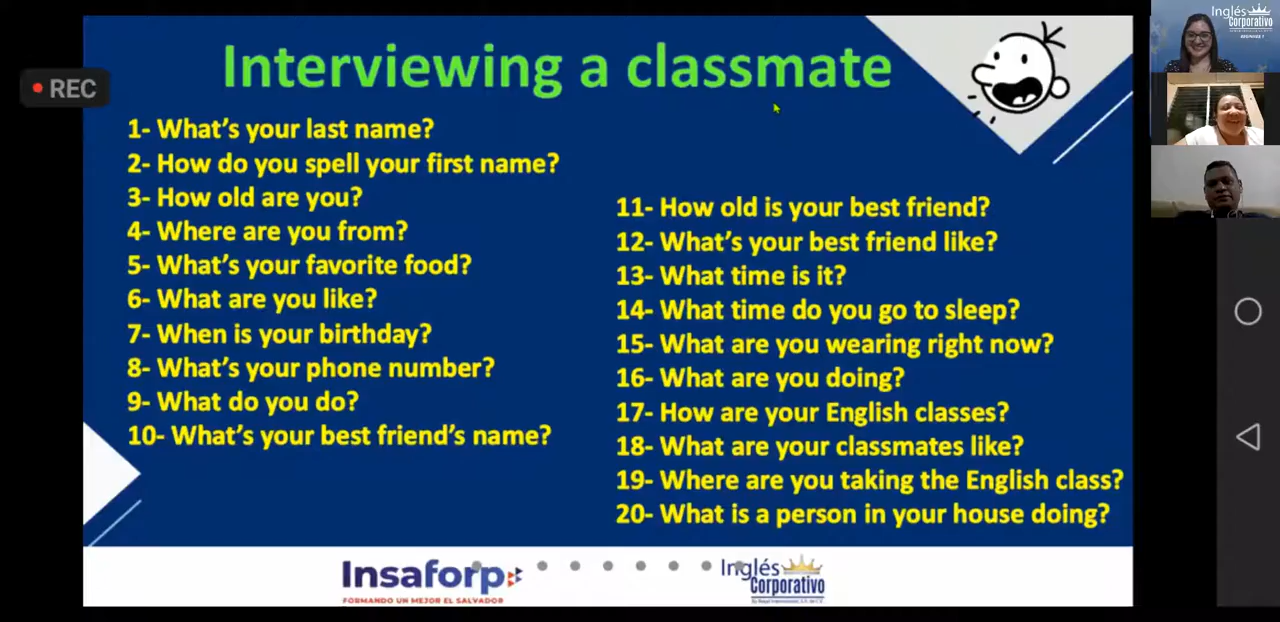 Interviewing a classmate
REC
1- What's your last name?
2- How do you spell your first name?
3- How old are you?
4- Where are you from?
5- What's your favorite food?
6- What are you like?
7- When is your birthday?
8- What's your phone number?
9- What do you do?
10- What's your best friend's name?
11- How old is your best friend?
12- What's your best friend like?
13- What time is it?
14- What time do you go to sleep?
15- What are you wearing right now?
16- What are you doing?
17- How are your English classes?
18- What are your classmates like?
19- Where are you taking the English class?
20- What is a person in your house doing?
Insaforp
FORMANDO UN MEJOR EL SALVADOR
Inglés
Corporativo
Inglés
Corporativo